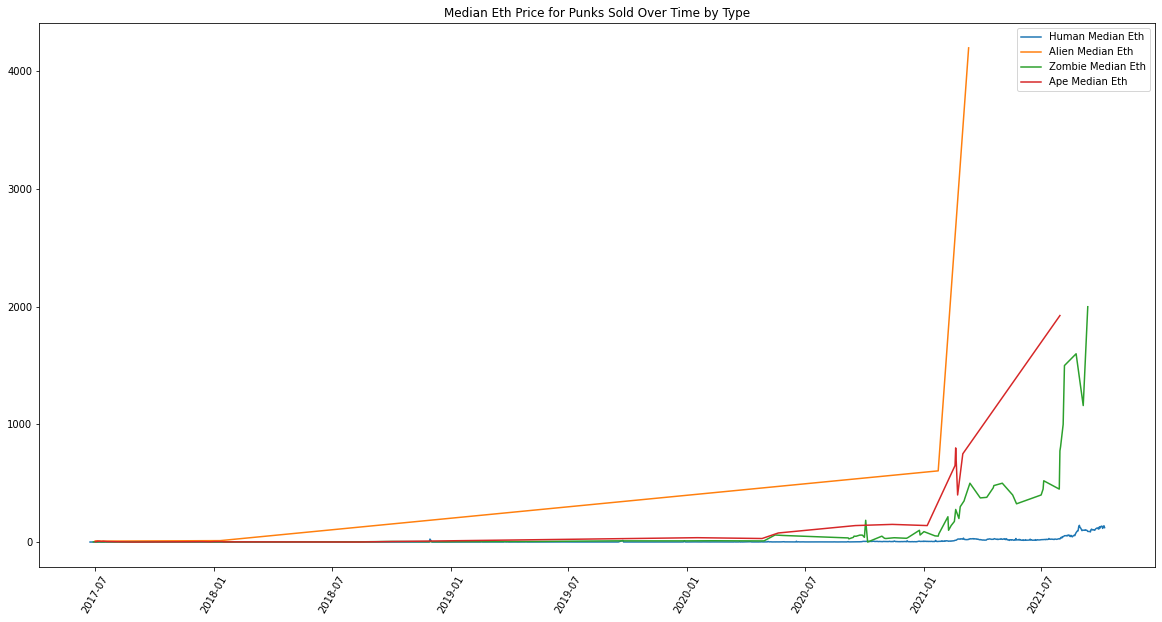 Median Eth Price for Punks Sold Over Time by Type
Human Median Eth
Alien Median Eth
Zombie Median Eth
Ape Median Eth
4000
3000
2000
1000
0
2017-07
2018-01
2018-07
2019-01
2019-07
2020-01
2020-07
2021-01
2021-07